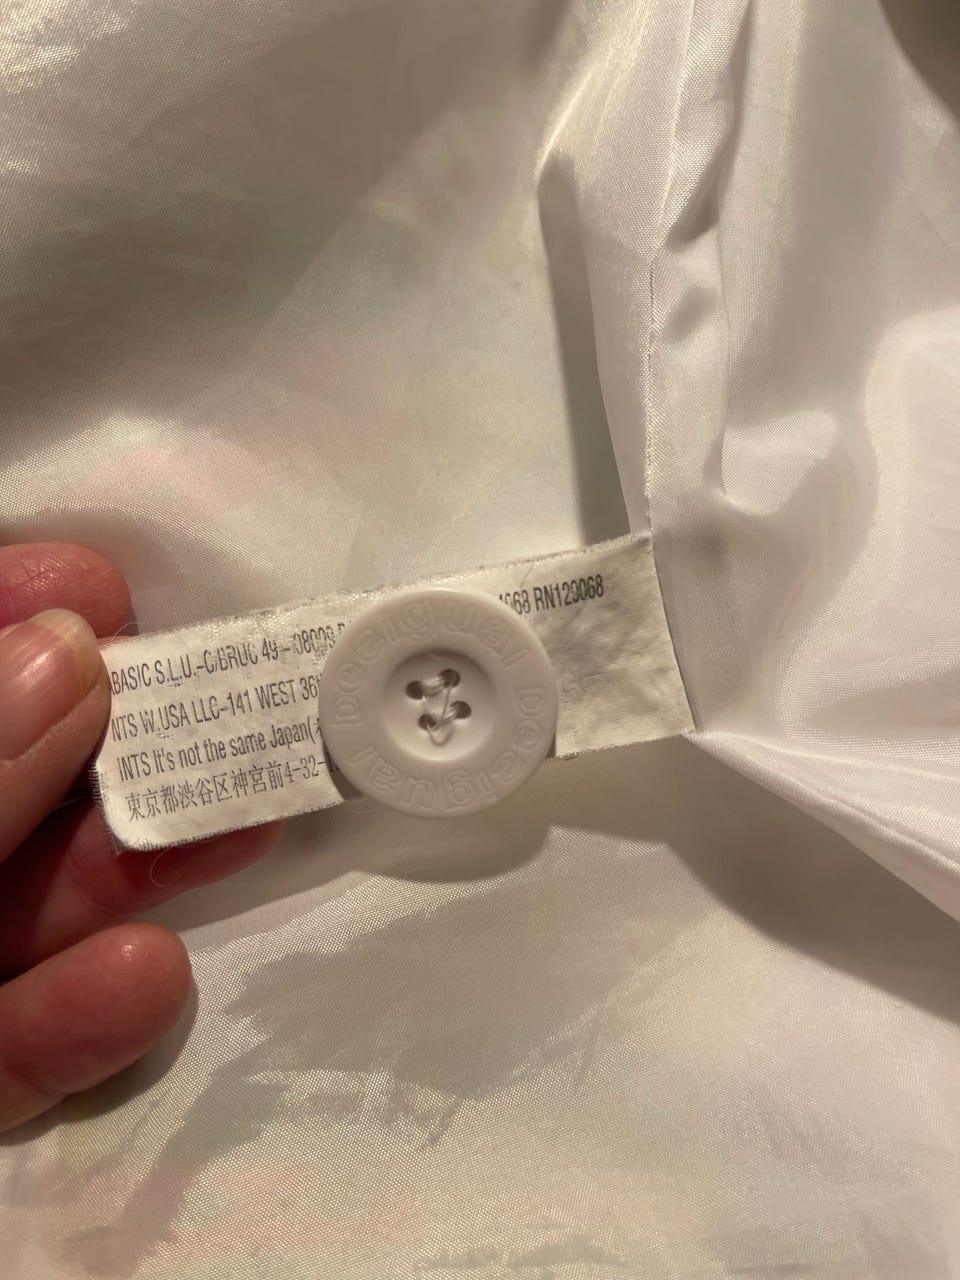 ABASIC S.L.U.-C/BRUC 49 - 08009
068 RN120068
NTS W.USA LLC-141 WEST 36
INTS It's not the same Japan(
東京都渋谷区神宮前4-32-
Desigual
Desigual